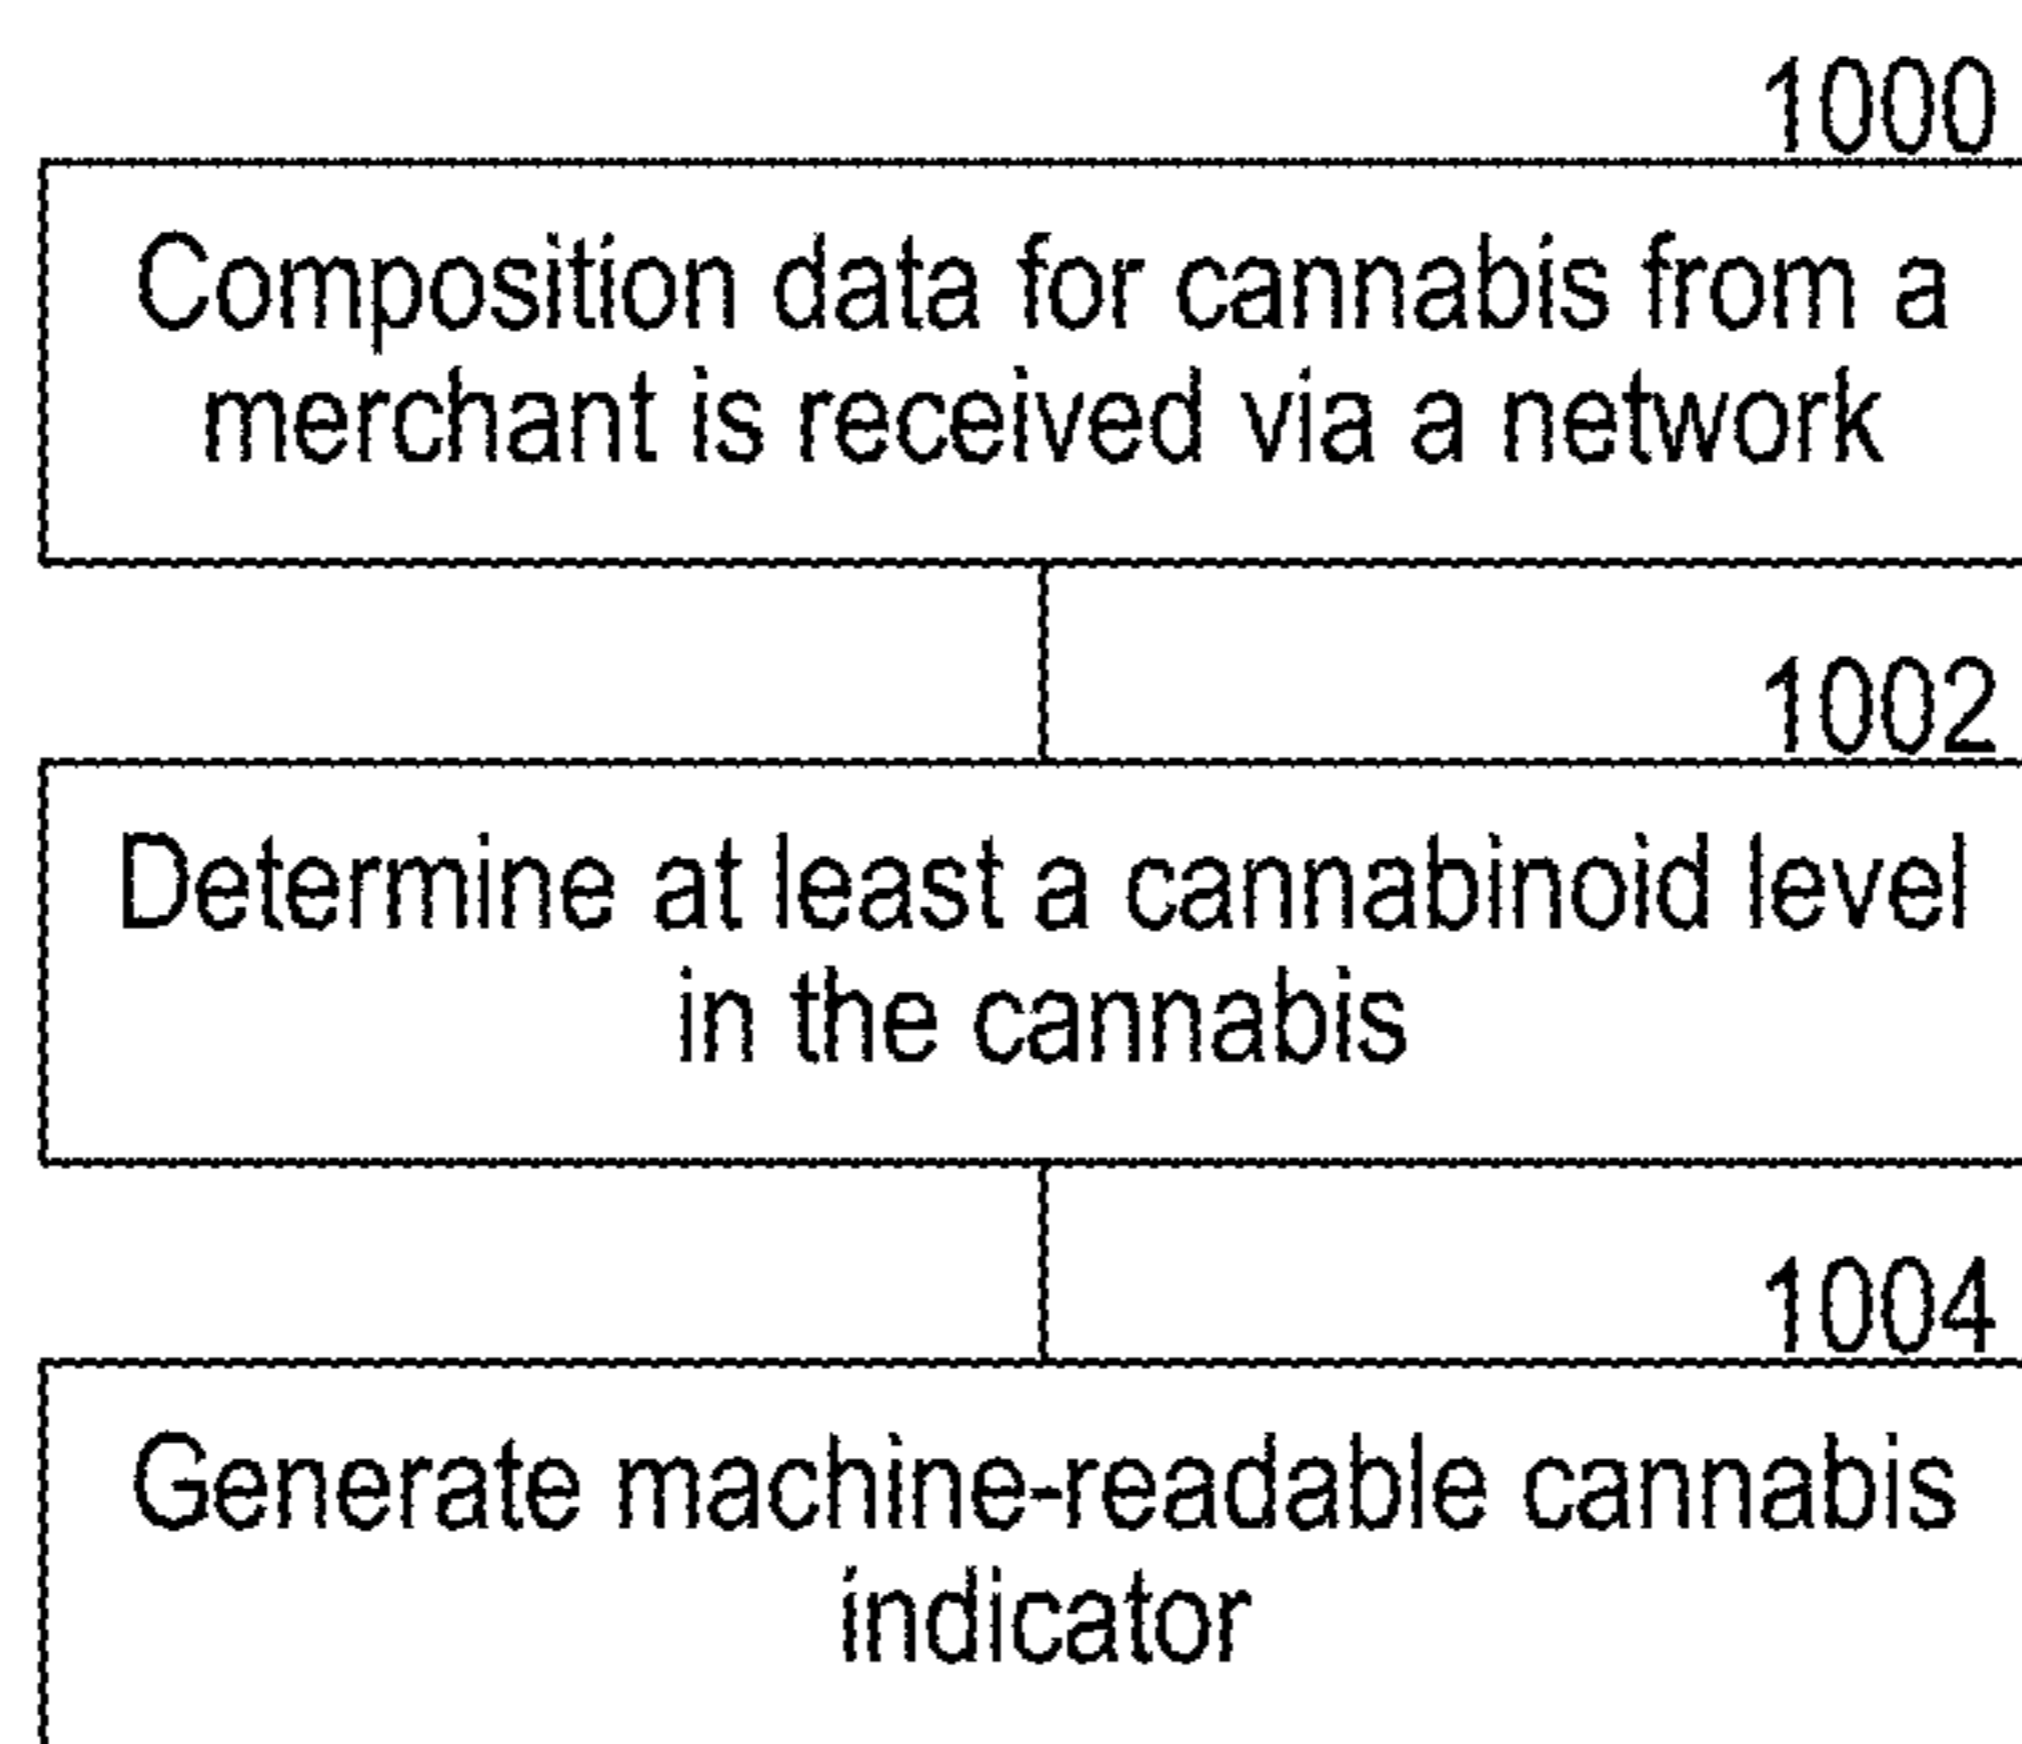 1000
Composition data for cannabis from a
merchant is received via a network
1002
Determine at least a cannabinoid level
in the cannabis
1004
Generate machine-readable cannabis
indicator